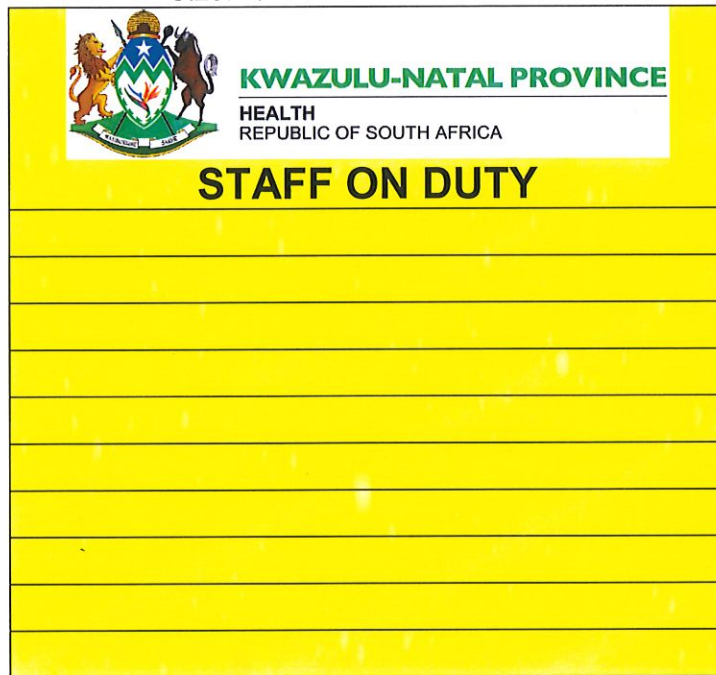 KWAZULU-NATAL PROVINCE
HEALTH
REPUBLIC OF SOUTH AFRICA
STAFF ON DUTY